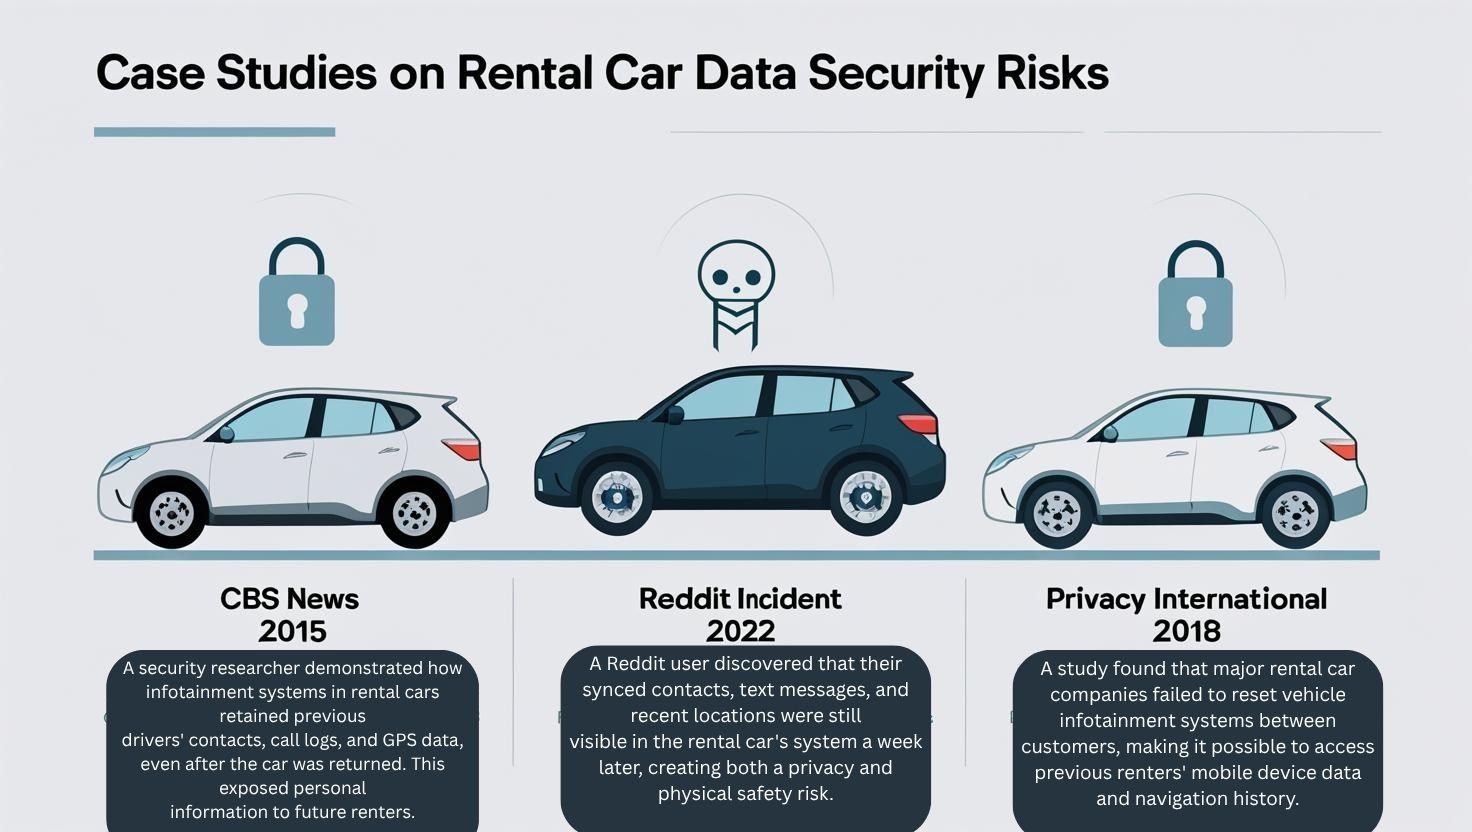 Case Studies on Rental Car Data Security Risks
CBS News
2015
A security researcher demonstrated how
infotainment systems in rental cars
retained previous
drivers' contacts, call logs, and GPS data,
even after the car was returned. This
exposed personal
information to future renters.
Reddit Incident
2022
A Reddit user discovered that their
synced contacts, text messages, and
recent locations were still
visible in the rental car's system a week
later, creating both a privacy and
physical safety risk.
Privacy International
2018
A study found that major rental car
companies failed to reset vehicle
infotainment systems between
customers, making it possible to access
previous renters' mobile device data
and navigation history.